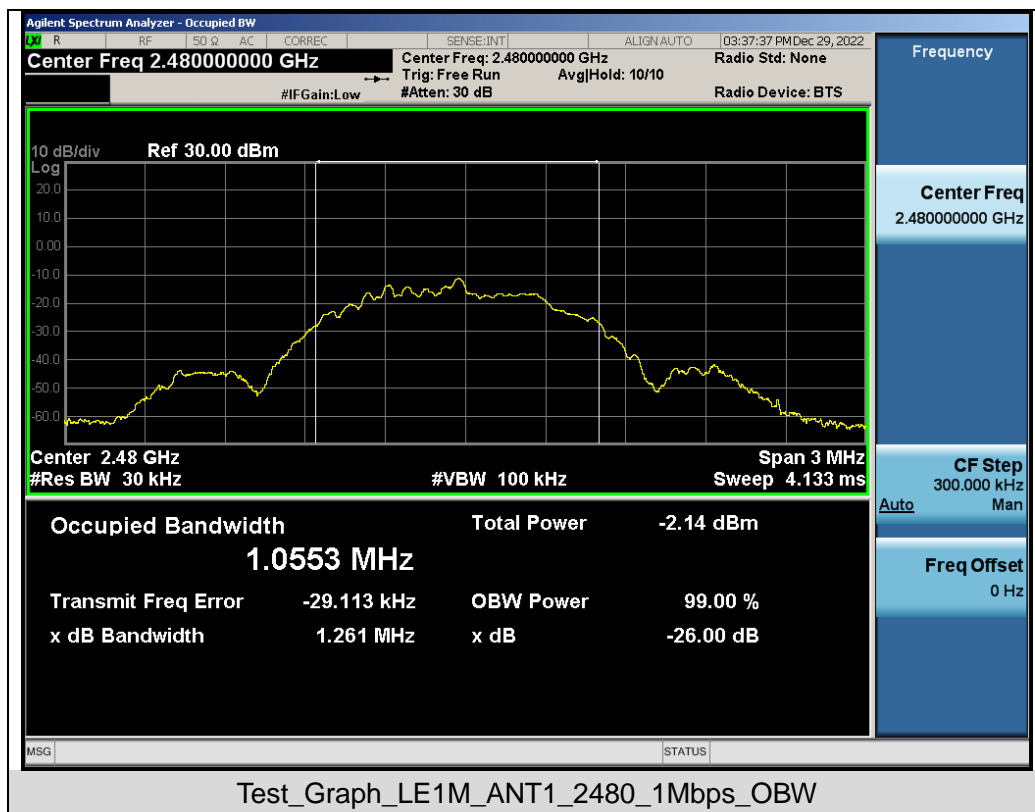 Agilent Spectrum Analyzer - Occupied BW
LXI R RF 50 Ω AC CORREC SENSE:INT ALIGN AUTO 03:37:37 PM Dec 29, 2022
Center Freq 2.480000000 GHz
Center Freq: 2.480000000 GHz
Radio Std: None
Trig: Free Run Avg|Hold: 10/10
#IFGain:Low
#Atten: 30 dB
Radio Device: BTS
Frequency
10 dB/div Ref 30.00 dBm
Log
20.0
10.0
0.00
-10.0
-20.0
-30.0
-40.0
-50.0
-60.0
Center 2.48 GHz
Span 3 MHz
#Res BW 30 kHz
#VBW 100 kHz
Sweep 4.133 ms
Center Freq
2.480000000 GHz
CF Step
300.000 kHz
Auto Man
Freq Offset
0 Hz
Occupied Bandwidth
1.0553 MHz
Total Power -2.14 dBm
Transmit Freq Error -29.113 kHz
OBW Power 99.00 %
x dB Bandwidth 1.261 MHz
x dB -26.00 dB
MSG
STATUS
Test_Graph_LE1M_ANT1_2480_1Mbps_OBW